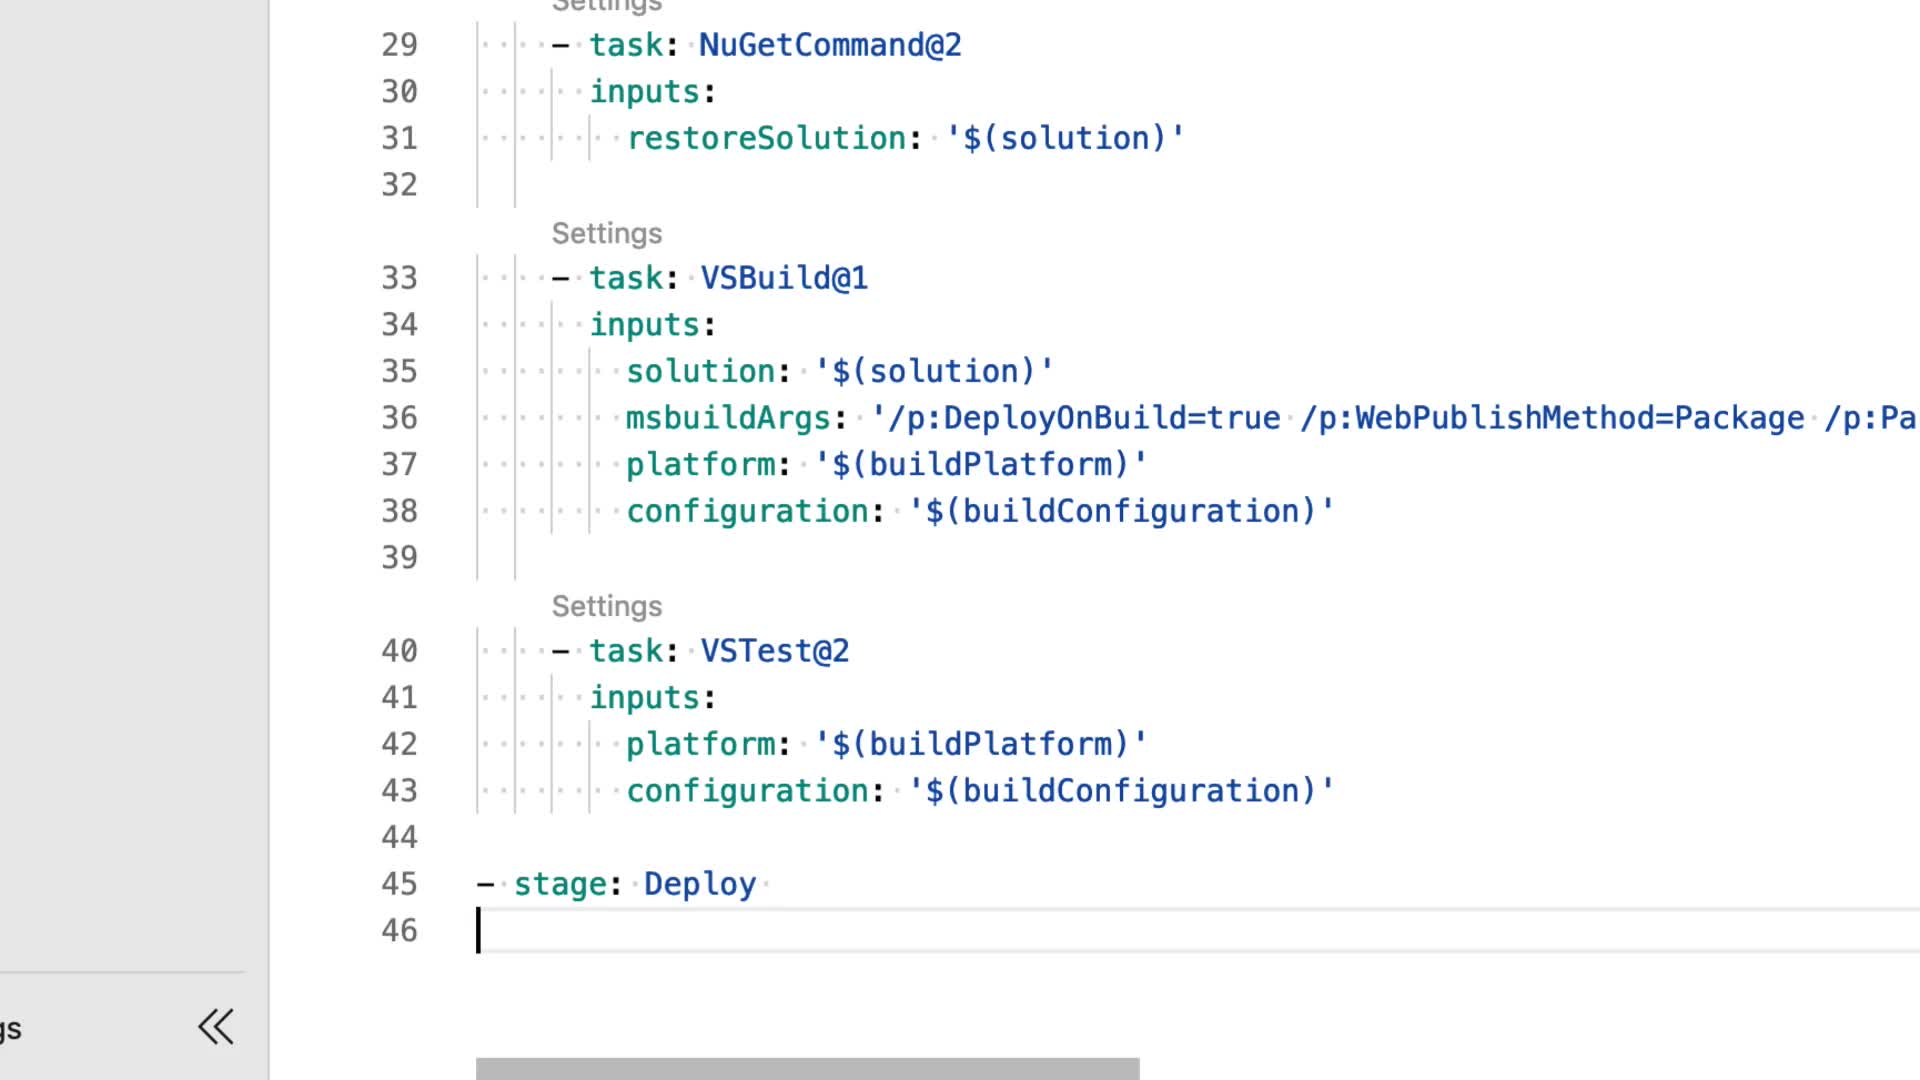 Settings
29 - task: NuGetCommand@2
30 inputs:
31 restoreSolution: '$(solution)'
32
Settings
33 - task: VSBuild@1
34 inputs:
35 solution: '$(solution)'
36 msbuildArgs: '/p:DeployOnBuild=true /p:WebPublishMethod=Package /p:Pa
37 platform: '$(buildPlatform)'
38 configuration: '$(buildConfiguration)'
39
Settings
40 - task: VSTest@2
41 inputs:
42 platform: '$(buildPlatform)'
43 configuration: '$(buildConfiguration)'
44
45 - stage: Deploy
46
gs